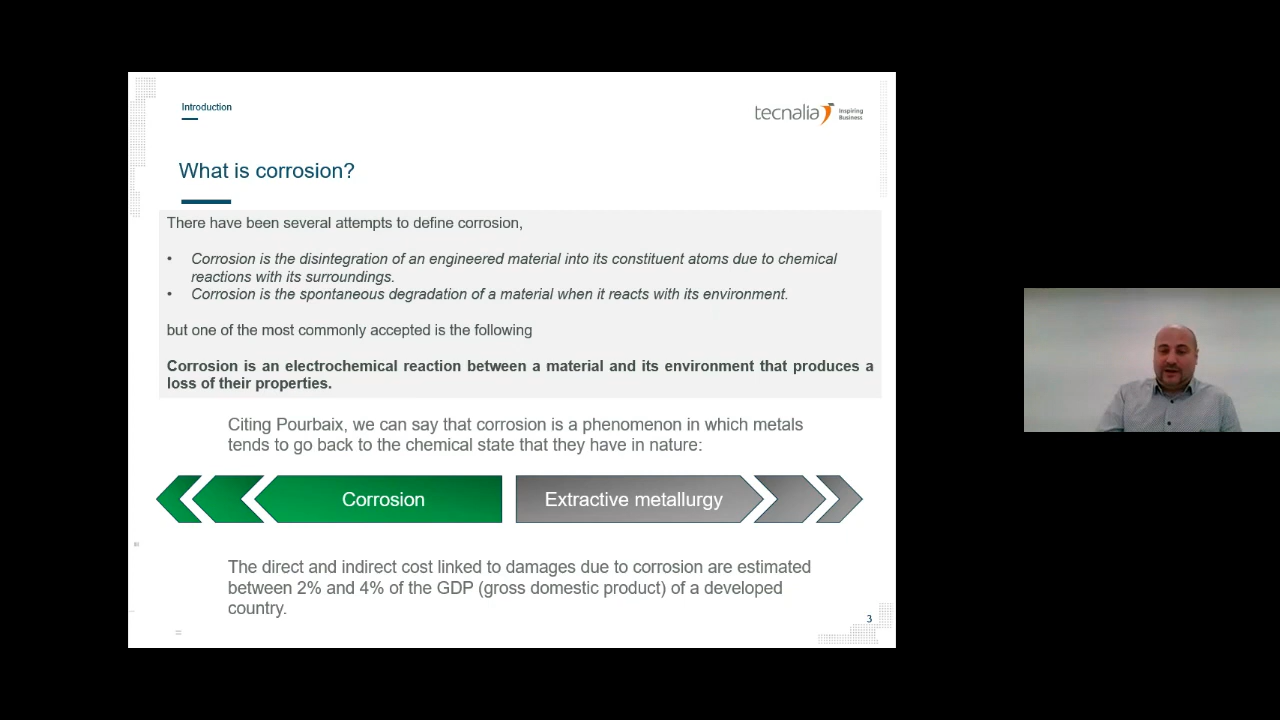 Introduction
tecnalia Inspiring
Business
What is corrosion?
There have been several attempts to define corrosion,
• Corrosion is the disintegration of an engineered material into its constituent atoms due to chemical
reactions with its surroundings.
• Corrosion is the spontaneous degradation of a material when it reacts with its environment.
but one of the most commonly accepted is the following
Corrosion is an electrochemical reaction between a material and its environment that produces a
loss of their properties.
Citing Pourbaix, we can say that corrosion is a phenomenon in which metals
tends to go back to the chemical state that they have in nature:
Corrosion
Extractive metallurgy
The direct and indirect cost linked to damages due to corrosion are estimated
between 2% and 4% of the GDP (gross domestic product) of a developed
country.
3